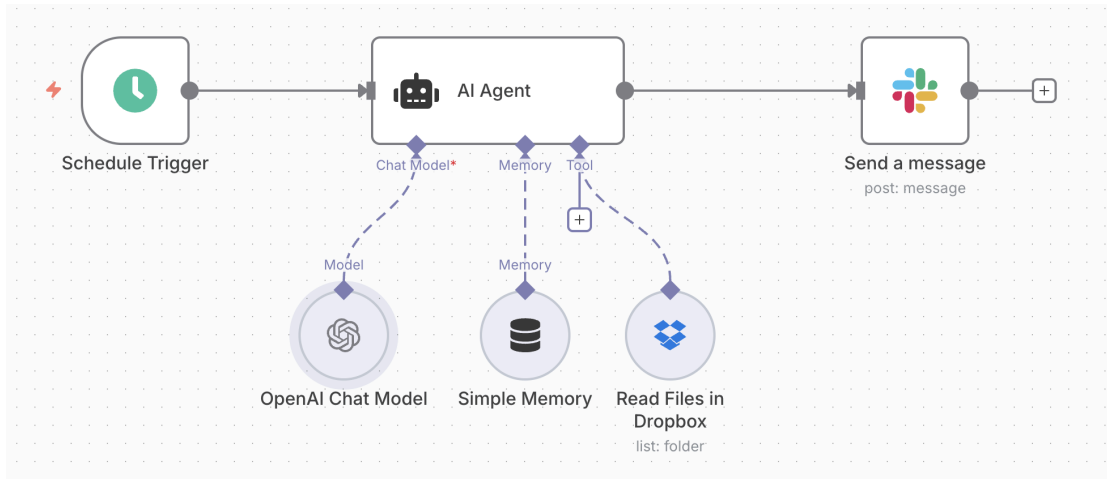 AI Agent
Schedule Trigger
Chat Model*
Memory
Tool
Send a message
post: message
Model
Memory
OpenAI Chat Model
Simple Memory
Read Files in
Dropbox
list: folder